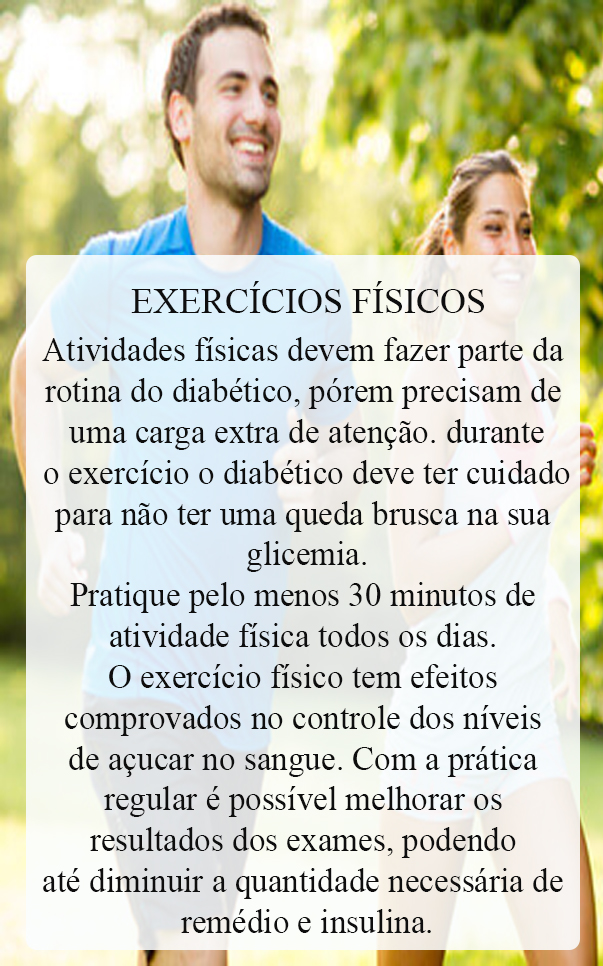 EXERCÍCIOS FÍSICOS
Atividades físicas devem fazer parte da
rotina do diabético, pórem precisam de
uma carga extra de atenção. durante
o exercício o diabético deve ter cuidado
para não ter uma queda brusca na sua
glicemia.
Pratique pelo menos 30 minutos de
atividade física todos os dias.
O exercício físico tem efeitos
comprovados no controle dos níveis
de açucar no sangue. Com a prática
regular é possível melhorar os
resultados dos exames, podendo
até diminuir a quantidade necessária de
remédio e insulina.